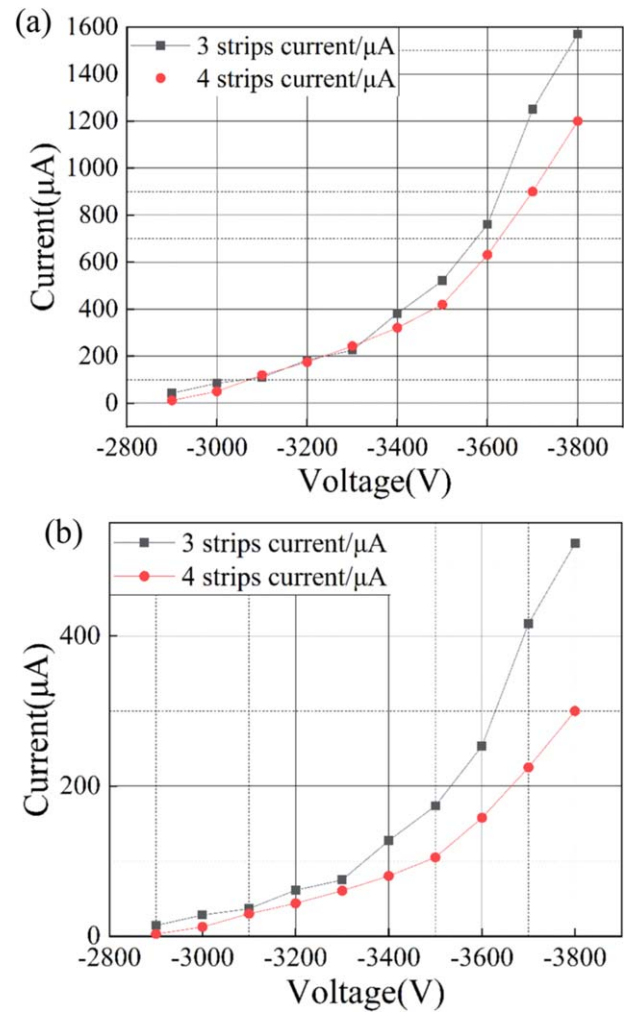 (a)
1600
1400
1200
1000
800
600
400
200
0
Current(μA)
3 strips current/μA
4 strips current/μA
-2800 -3000 -3200 -3400 -3600 -3800
Voltage(V)
(b)
400
200
0
Current(μA)
3 strips current/μA
4 strips current/μA
-2800 -3000 -3200 -3400 -3600 -3800
Voltage(V)